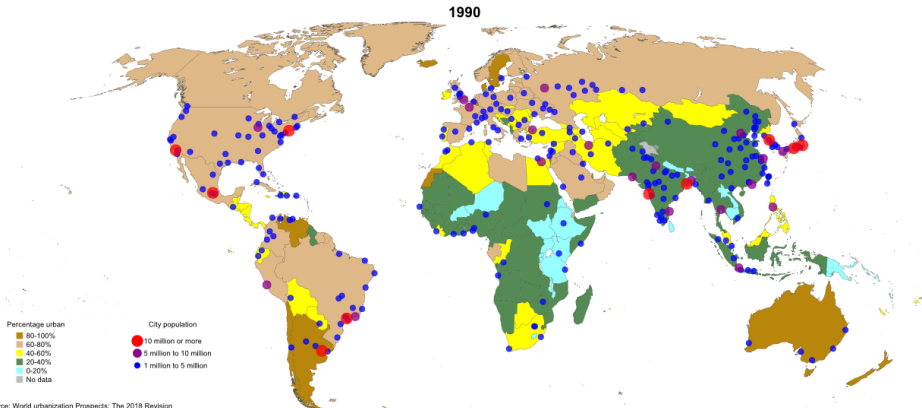 1990
Percentage urban
80-100%
60-80%
40-60%
20-40%
0-20%
No data
City population
10 million or more
5 million to 10 million
1 million to 5 million
rce: World urbanization Prospects: The 2018 Revision